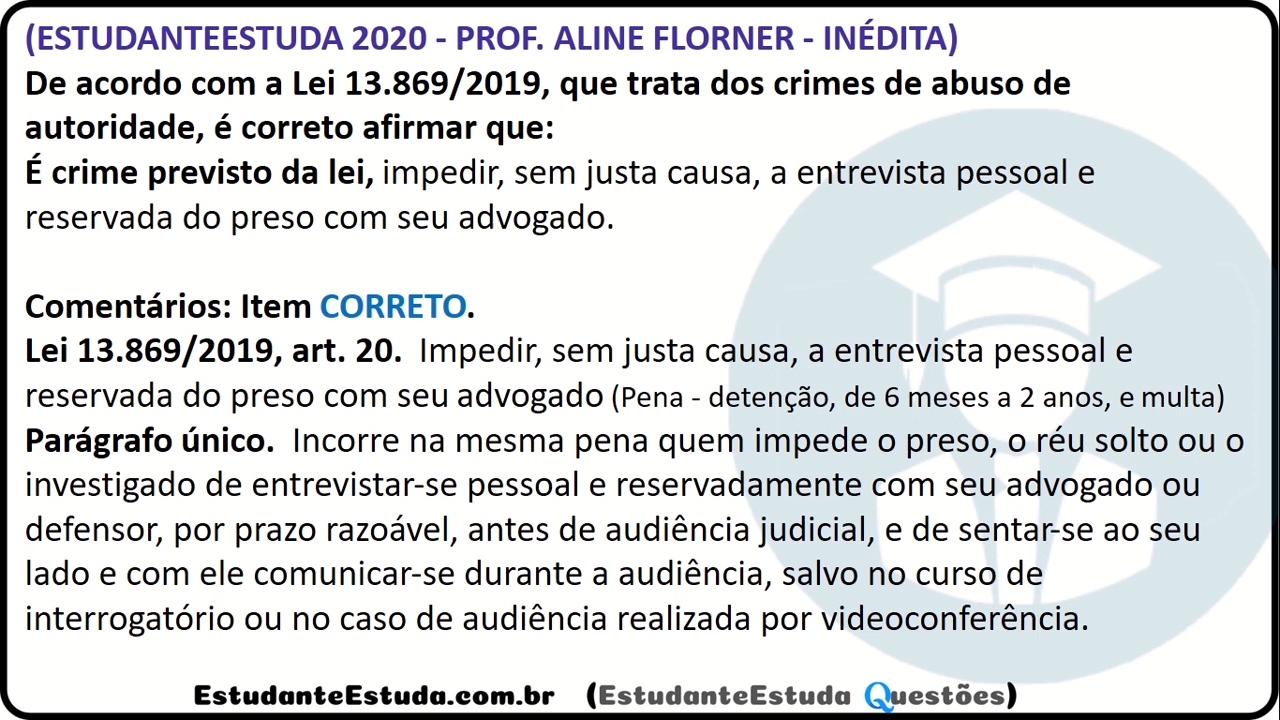 (ESTUDANTEESTUDA 2020 - PROF. ALINE FLORNER - INÉDITA)
De acordo com a Lei 13.869/2019, que trata dos crimes de abuso de
autoridade, é correto afirmar que:
É crime previsto da lei, impedir, sem justa causa, a entrevista pessoal e
reservada do preso com seu advogado.
Comentários: Item CORRETO.
Lei 13.869/2019, art. 20. Impedir, sem justa causa, a entrevista pessoal e
reservada do preso com seu advogado (Pena - detenção, de 6 meses a 2 anos, e multa)
Parágrafo único. Incorre na mesma pena quem impede o preso, o réu solto ou o
investigado de entrevistar-se pessoal e reservadamente com seu advogado ou
defensor, por prazo razoável, antes de audiência judicial, e de sentar-se ao seu
lado e com ele comunicar-se durante a audiência, salvo no curso de
interrogatório ou no caso de audiência realizada por videoconferência.
EstudanteEstuda.com.br (EstudanteEstuda Questões)